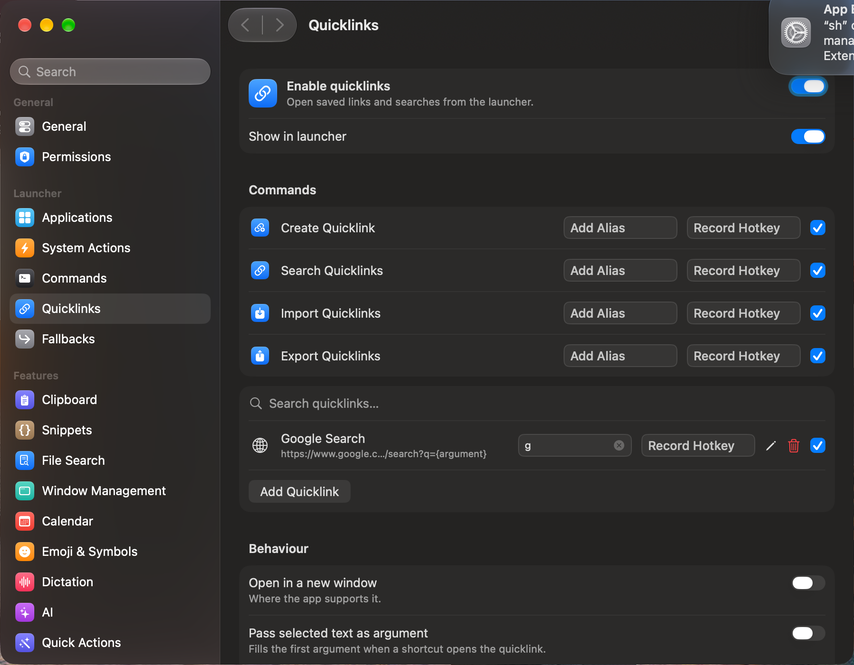 Quicklinks
App
"sh"
mana
Exten
Search
General
General
Permissions
Launcher
Applications
System Actions
Commands
Quicklinks
Fallbacks
Features
Clipboard
Snippets
File Search
Window Management
Calendar
Emoji & Symbols
Dictation
AI
Quick Actions
Enable quicklinks
Open saved links and searches from the launcher.
Show in launcher
Commands
Create Quicklink Add Alias Record Hotkey
Search Quicklinks Add Alias Record Hotkey
Import Quicklinks Add Alias Record Hotkey
Export Quicklinks Add Alias Record Hotkey
Search quicklinks...
Google Search g Record Hotkey
https://www.google.c.../search?q={argument}
Add Quicklink
Behaviour
Open in a new window
Where the app supports it.
Pass selected text as argument
Fills the first argument when a shortcut opens the quicklink.